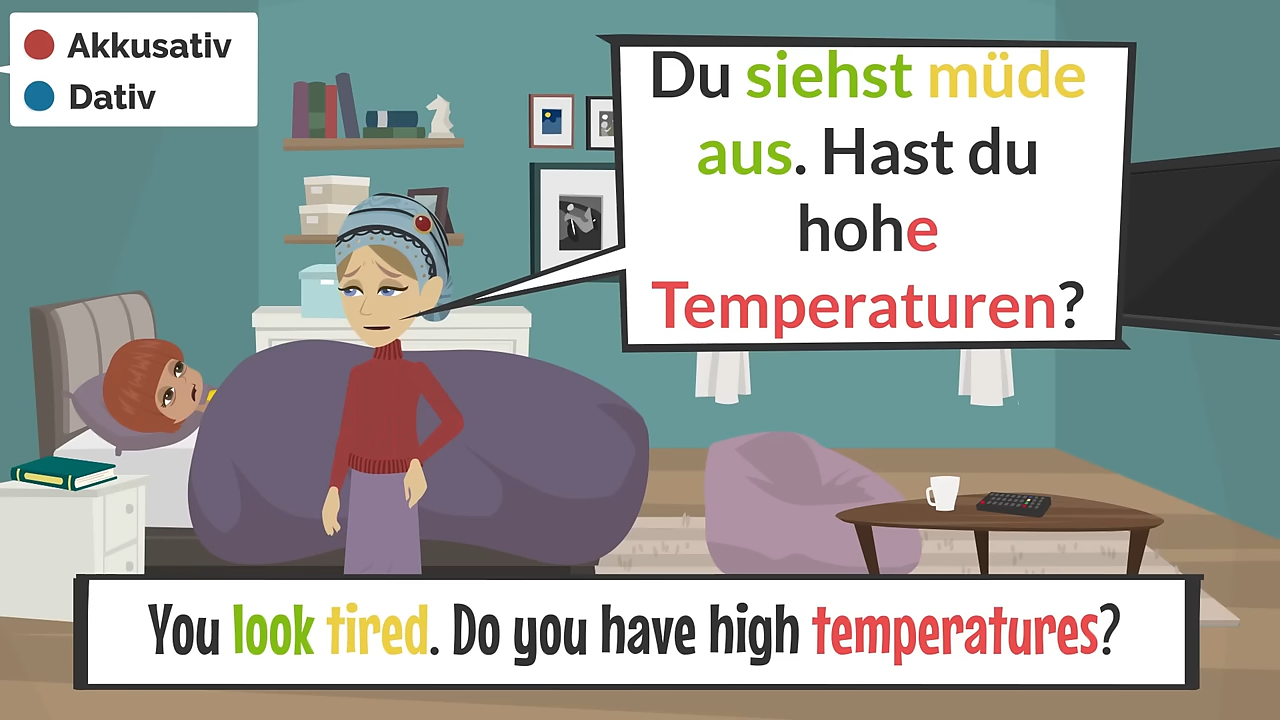 Akkusativ
Dativ
Du siehst müde
aus. Hast du
hohe
Temperaturen?
You look tired. Do you have high temperatures?